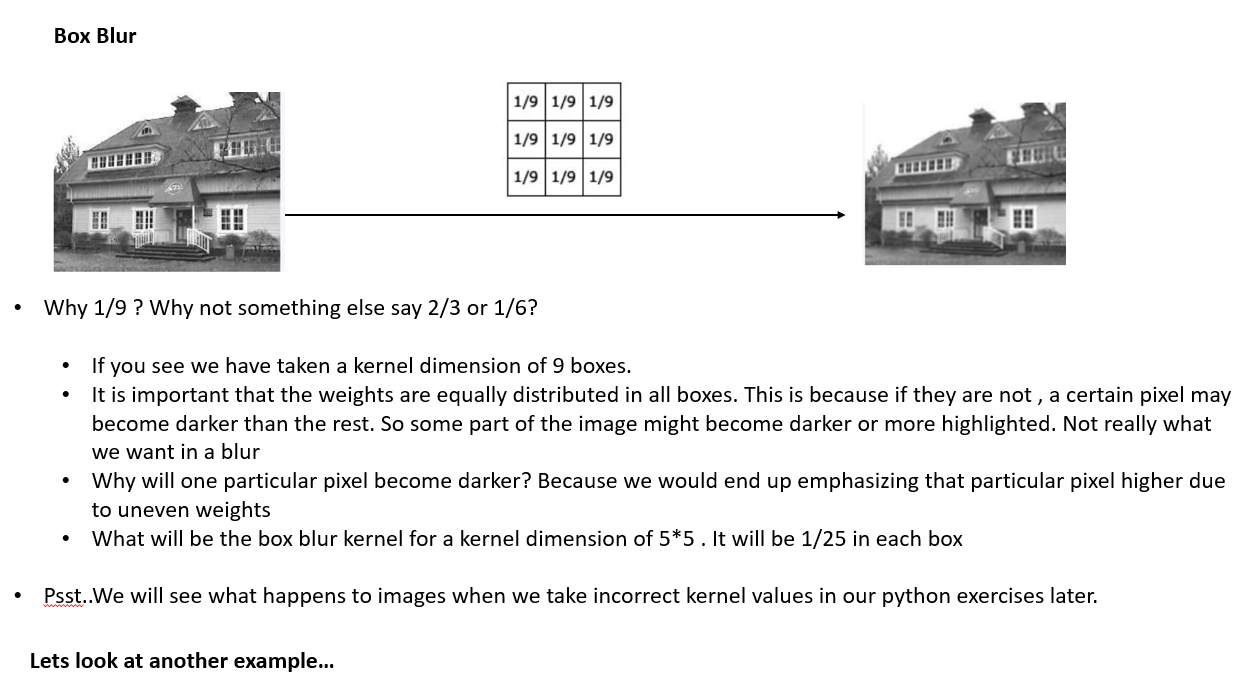 Box Blur
1/9 1/9 1/9
1/9 1/9 1/9
1/9 1/9 1/9
• Why 1/9 ? Why not something else say 2/3 or 1/6?
• If you see we have taken a kernel dimension of 9 boxes.
• It is important that the weights are equally distributed in all boxes. This is because if they are not , a certain pixel may
become darker than the rest. So some part of the image might become darker or more highlighted. Not really what
we want in a blur
• Why will one particular pixel become darker? Because we would end up emphasizing that particular pixel higher due
to uneven weights
• What will be the box blur kernel for a kernel dimension of 5*5 . It will be 1/25 in each box
• Psst..We will see what happens to images when we take incorrect kernel values in our python exercises later.
Lets look at another example...